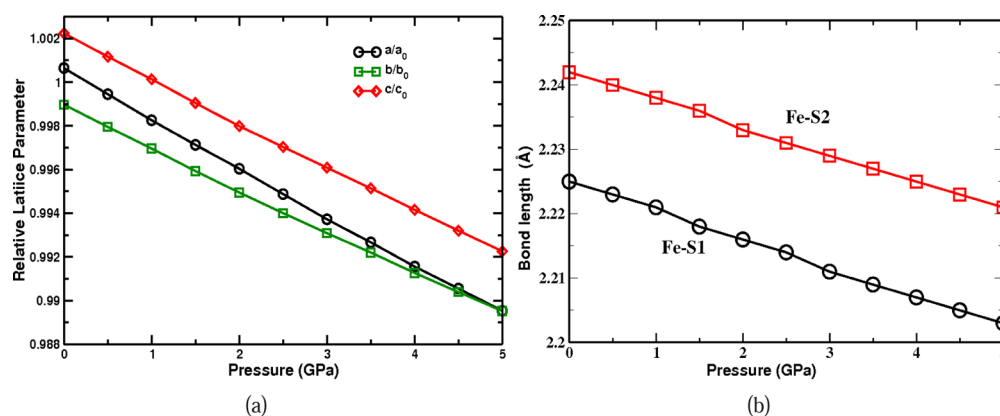 1.002
1
0.998
0.996
0.994
0.992
0.99
0.988
Relative Lattice Parameter
a/a0
b/b0
c/c0
0 1 2 3 4 5
Pressure (GPa)
(a)
2.25
2.24
2.23
2.22
2.21
2.2
Bond length (Å)
Fe-S2
Fe-S1
0 1 2 3 4 5
Pressure (GPa)
(b)